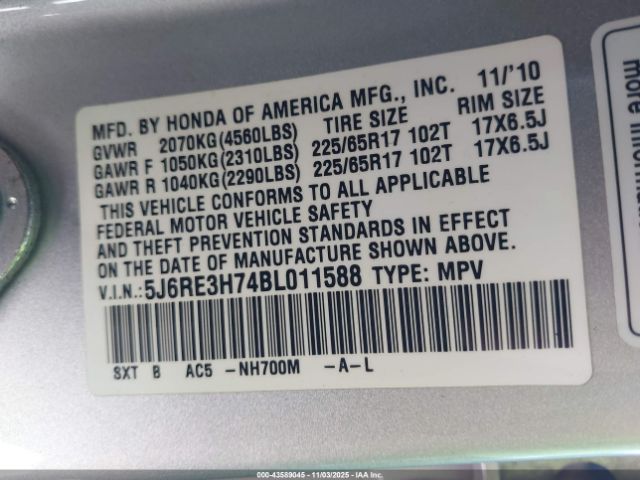 MFD. BY HONDA OF AMERICA MFG., INC. 11/'10
GVWR 2070KG(4560LBS) TIRE SIZE RIM SIZE
GAWR F 1050KG(2310LBS) 225/65R17 102T 17X6.5J
GAWR R 1040KG(2290LBS) 225/65R17 102T 17X6.5J
THIS VEHICLE CONFORMS TO ALL APPLICABLE
FEDERAL MOTOR VEHICLE SAFETY
AND THEFT PREVENTION STANDARDS IN EFFECT
ON THE DATE OF MANUFACTURE SHOWN ABOVE.
V.I.N.:5J6RE3H74BL011588 TYPE: MPV
SXT B AC5 -NH700M -A-L
more
000-43589045 - 11/03/2025 - IAA Inc.